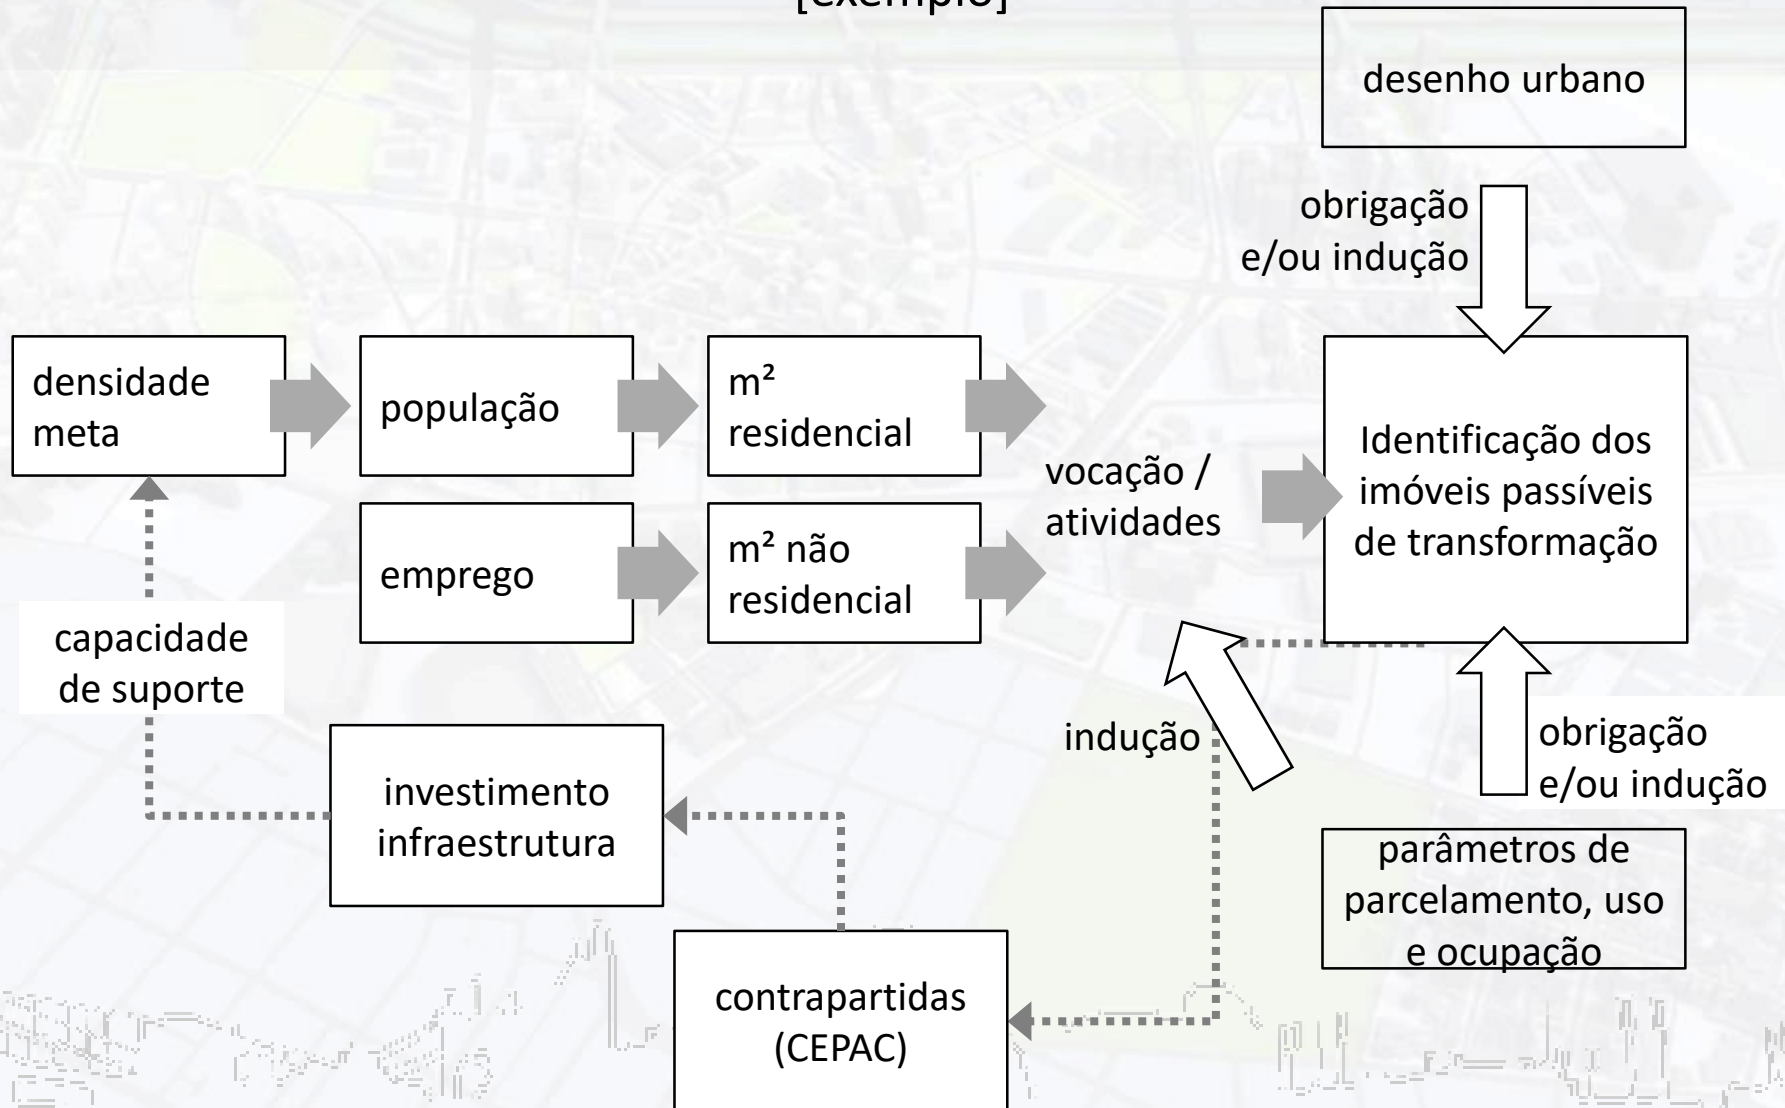 [exemplo]
desenho urbano
obrigação
e/ou indução
densidade
meta
população
m²
residencial
vocação /
atividades
Identificação dos
imóveis passíveis
de transformação
emprego
m² não
residencial
capacidade
de suporte
indução
obrigação
e/ou indução
investimento
infraestrutura
parâmetros de
parcelamento, uso
e ocupação
contrapartidas
(CEPAC)